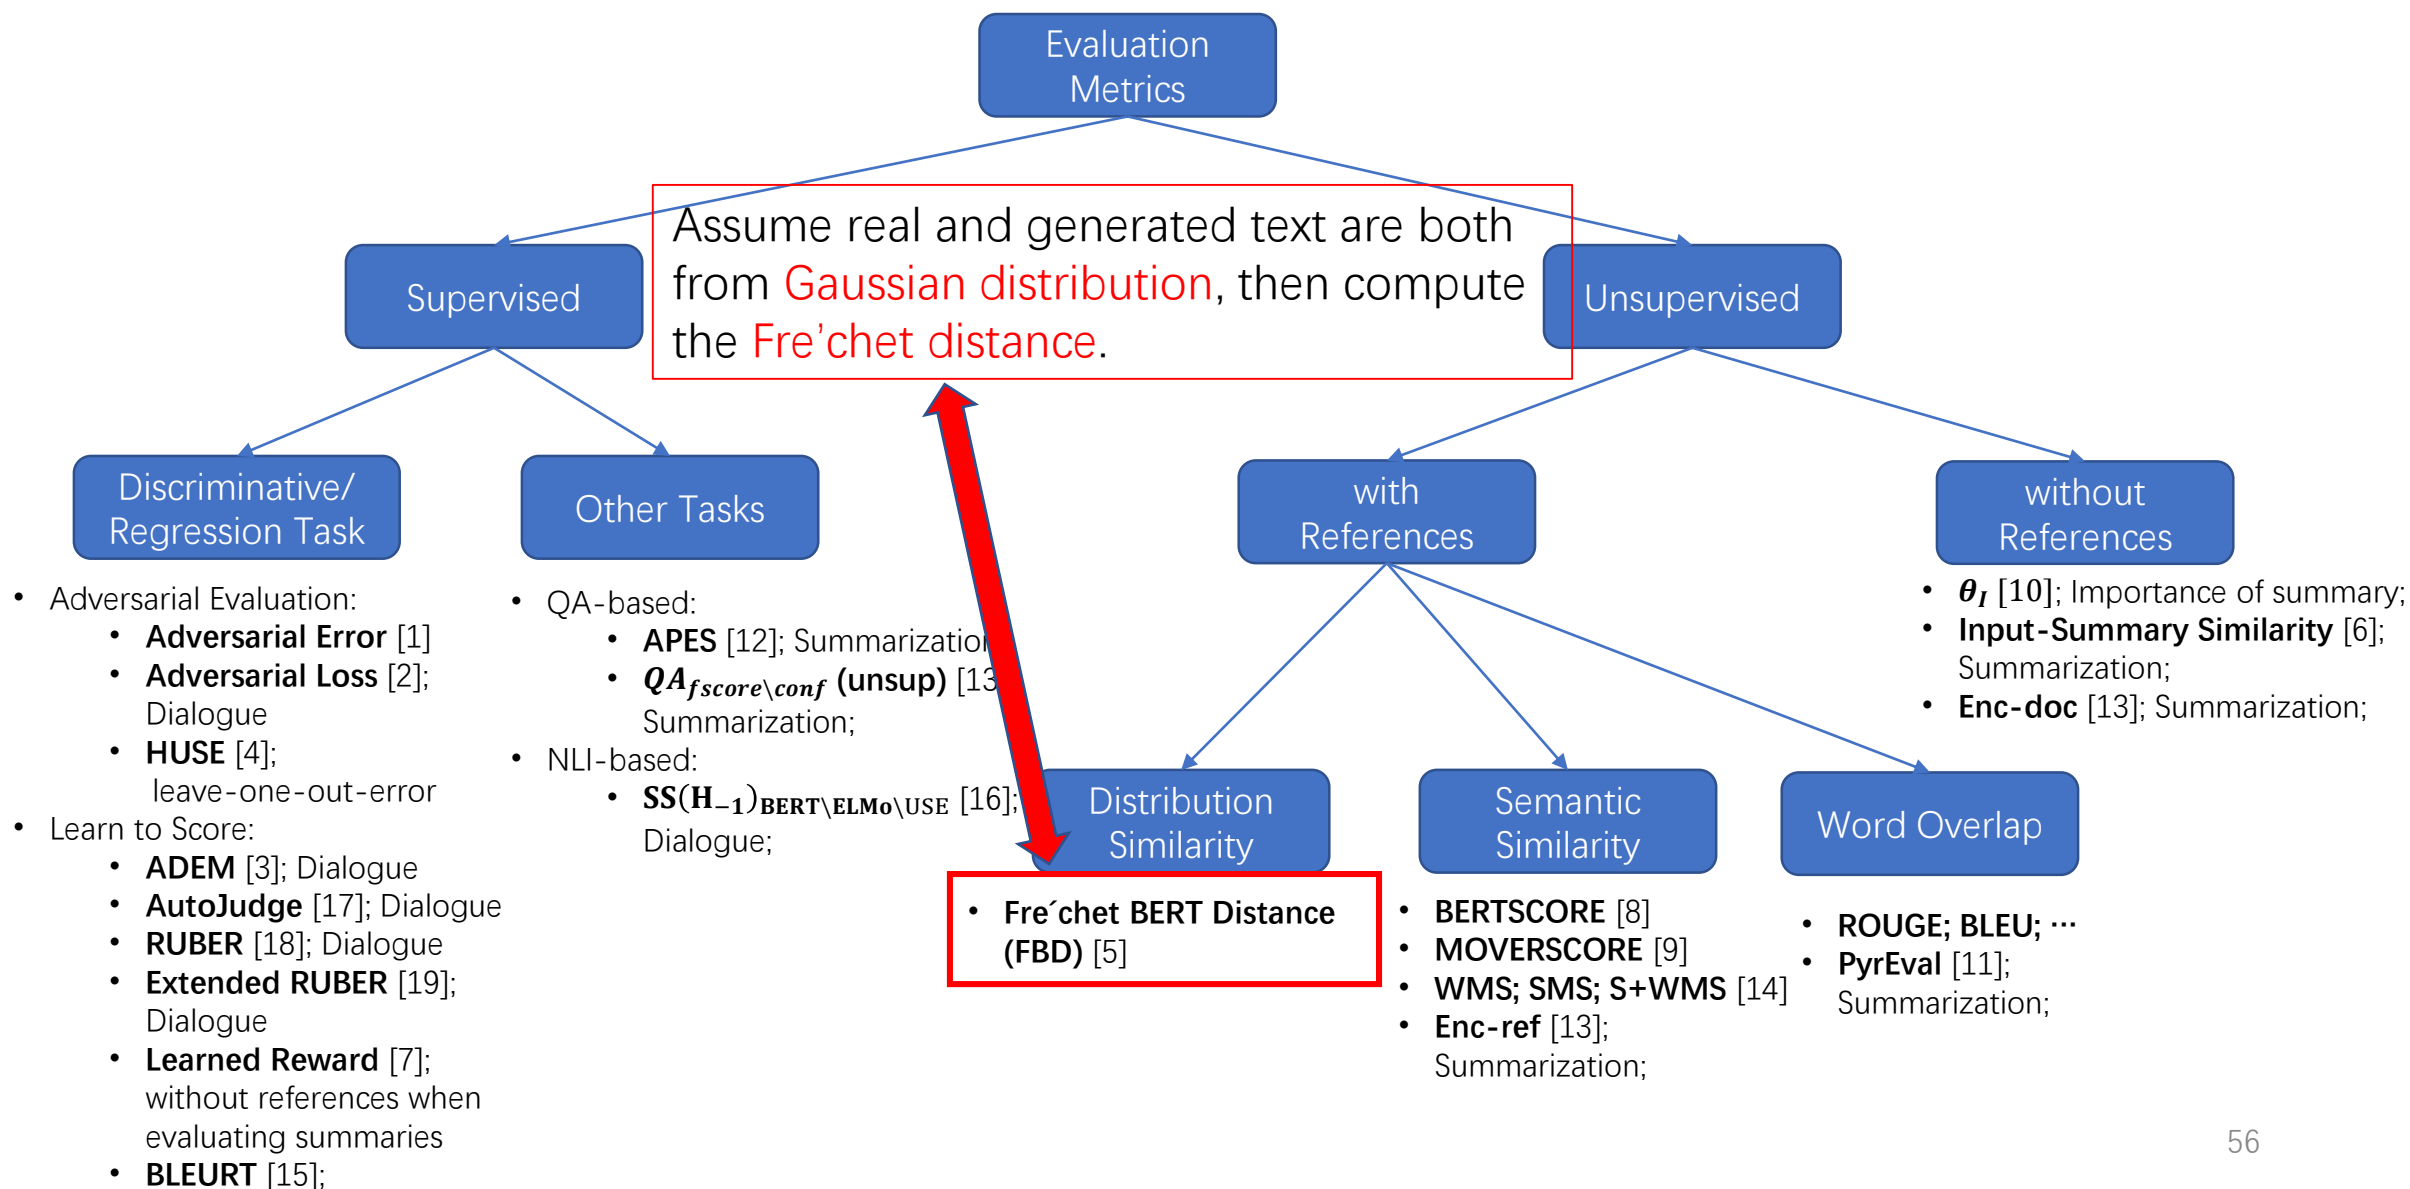 Evaluation
Metrics
Assume real and generated text are both
from Gaussian distribution, then compute
the Fre’chet distance.
Supervised
Unsupervised
Discriminative/
Regression Task
Other Tasks
with
References
without
References
• Adversarial Evaluation:
• Adversarial Error [1]
• Adversarial Loss [2];
Dialogue
• HUSE [4];
leave-one-out-error
• Learn to Score:
• ADEM [3]; Dialogue
• AutoJudge [17]; Dialogue
• RUBER [18]; Dialogue
• Extended RUBER [19];
Dialogue
• Learned Reward [7];
without references when
evaluating summaries
• BLEURT [15];
• QA-based:
• APES [12]; Summarization
• QA_{fscore\conf} (unsup) [13
Summarization;
• NLI-based:
• SS(H_{−1})_{BERT\ELMo\USE} [16];
Dialogue;
• θ_I [10]; Importance of summary;
• Input-Summary Similarity [6];
Summarization;
• Enc-doc [13]; Summarization;
Distribution
Similarity
Semantic
Similarity
Word Overlap
• Fre´chet BERT Distance
(FBD) [5]
• BERTSCORE [8]
• MOVERSCORE [9]
• WMS; SMS; S+WMS [14]
• Enc-ref [13];
Summarization;
• ROUGE; BLEU; ···
• PyrEval [11];
Summarization;
56